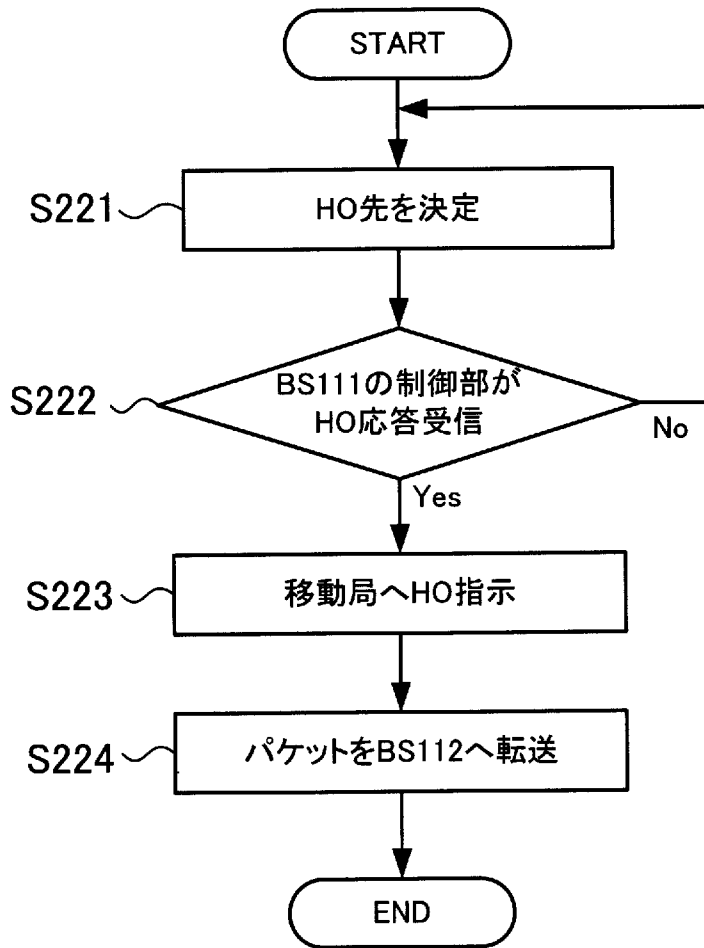 START
S221
HO先を決定
S222
BS111の制御部が
HO応答受信
No
Yes
S223
移動局へHO指示
S224
パケットをBS112へ転送
END